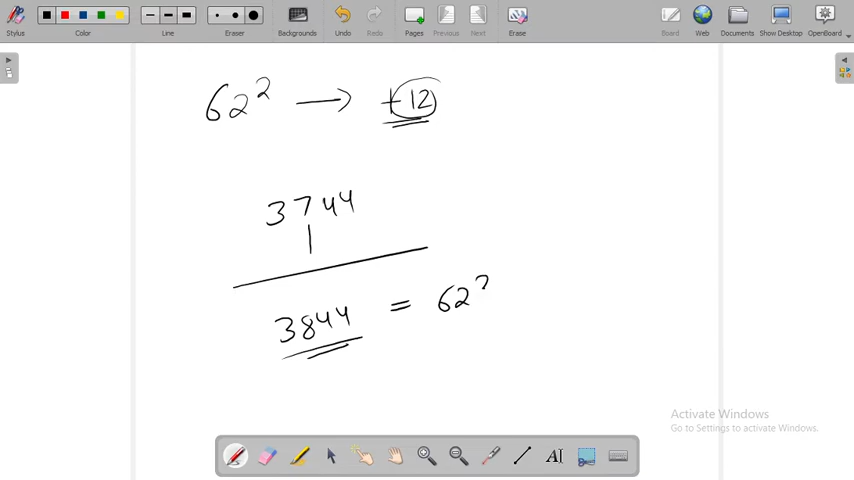 Stylus
Color
Line
Eraser
Backgrounds
Undo
Redo
Pages
Previous
Next
Erase
Board
Web
Documents
Show Desktop
OpenBoard
62² → +12
3744
1
3844 = 62²
Activate Windows
Go to Settings to activate Windows.
AI